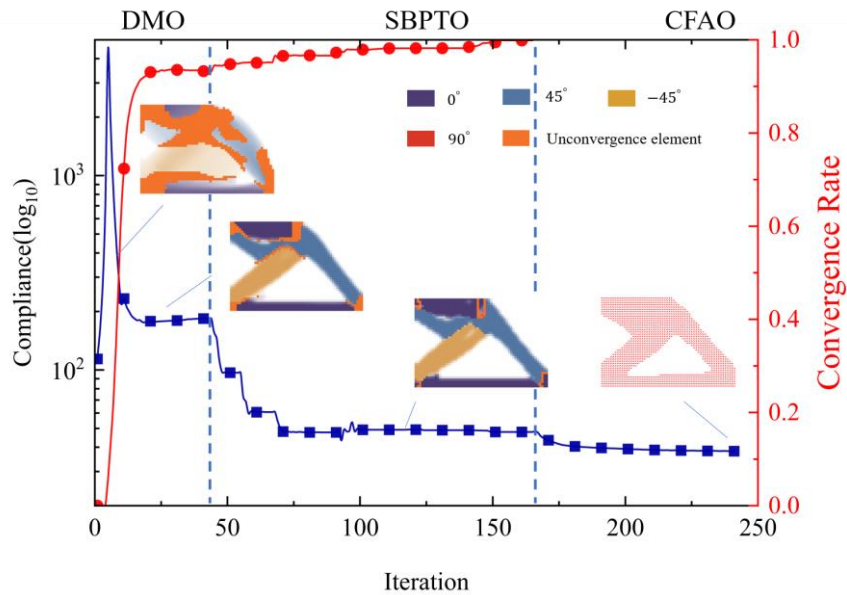 DMO SBPTO CFAO
0° 45° −45°
90° Unconvergence element
Compliance(log₁₀)
10³
10²
Convergence Rate
1.0
0.8
0.6
0.4
0.2
0.0
0 50 100 150 200 250
Iteration